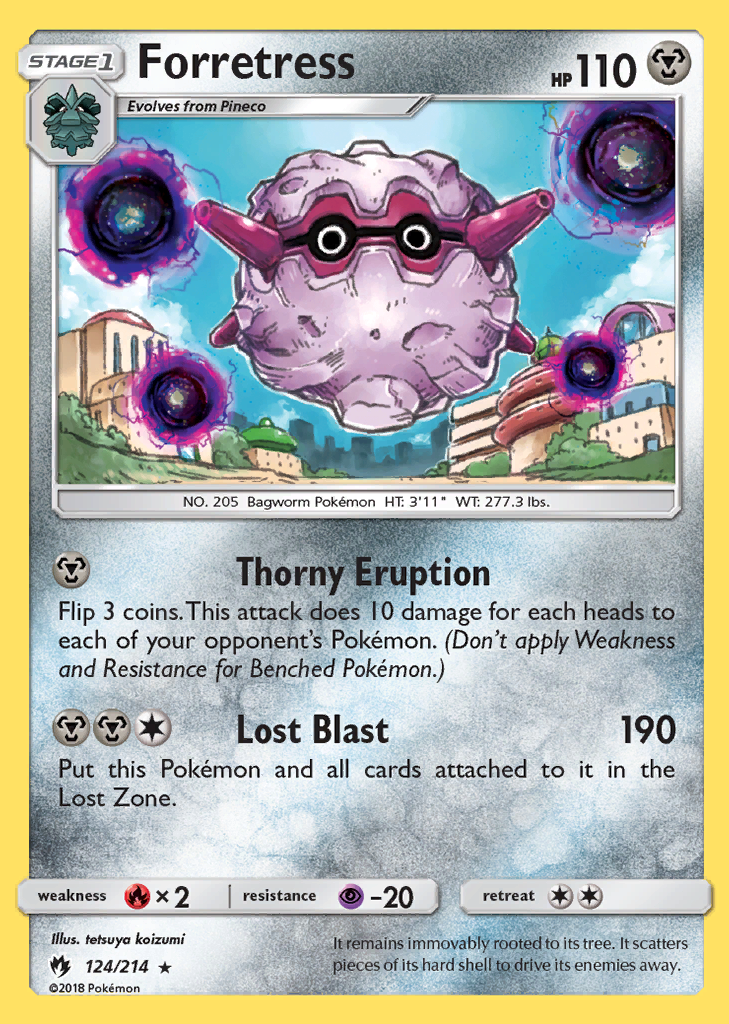 STAGE1 Forretress HP 110
Evolves from Pineco
NO. 205 Bagworm Pokémon HT: 3'11" WT: 277.3 lbs.
Thorny Eruption
Flip 3 coins. This attack does 10 damage for each heads to
each of your opponent's Pokémon. (Don't apply Weakness
and Resistance for Benched Pokémon.)
Lost Blast 190
Put this Pokémon and all cards attached to it in the
Lost Zone.
weakness ×2 resistance -20 retreat
Illus. tetsuya koizumi
124/214 ★
©2018 Pokémon
It remains immovably rooted to its tree. It scatters
pieces of its hard shell to drive its enemies away.